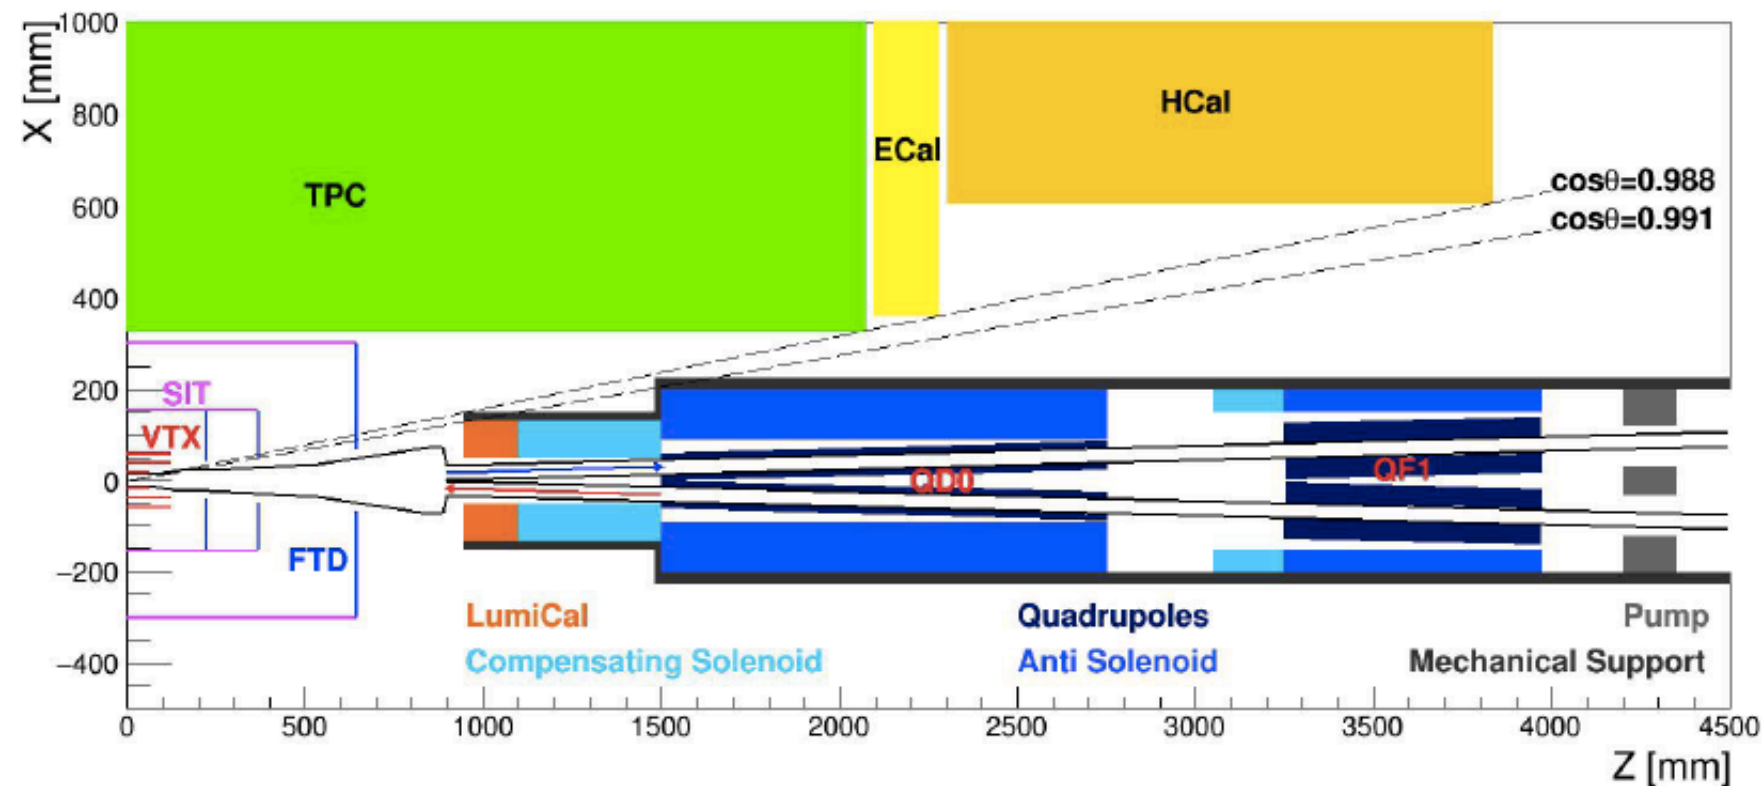 X [mm]
1000
800
600
400
200
0
−200
−400
TPC
ECal
HCal
cosθ=0.988
cosθ=0.991
SIT
VTX
FTD
QD0
QF1
LumiCal
Quadrupoles
Pump
Compensating Solenoid
Anti Solenoid
Mechanical Support
0 500 1000 1500 2000 2500 3000 3500 4000 4500
Z [mm]